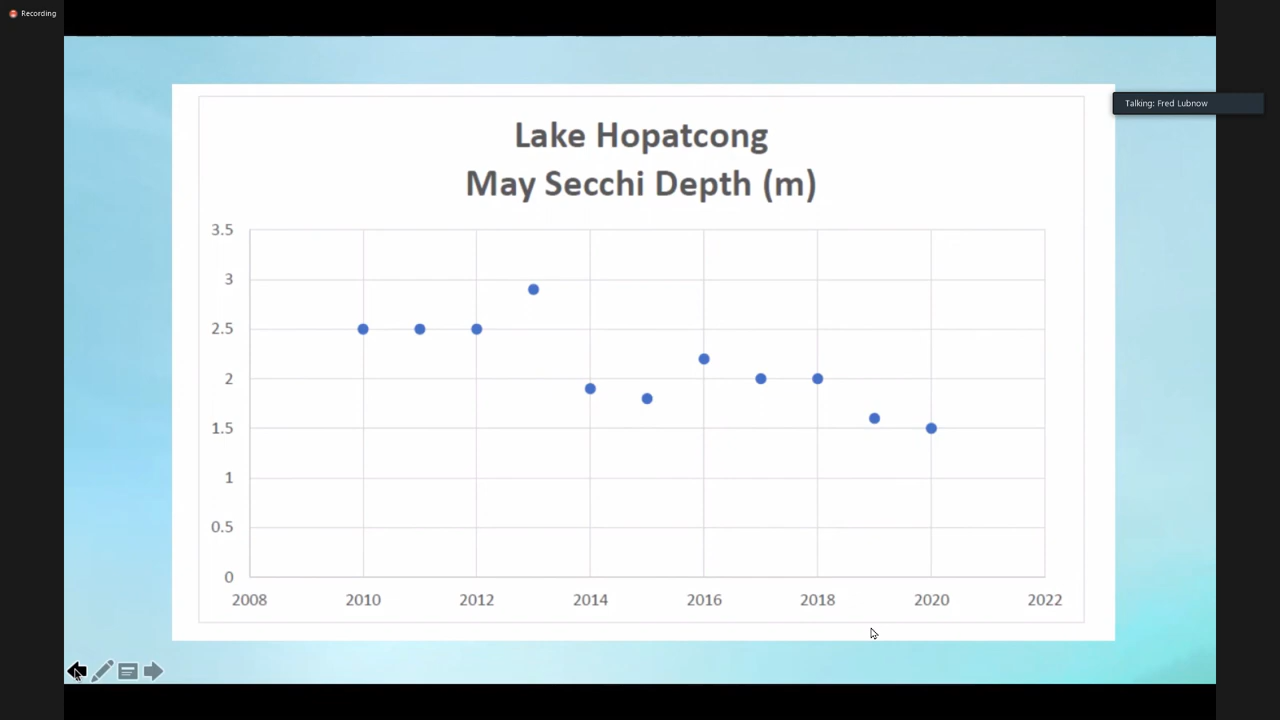 Recording
Talking: Fred Lubnow
Lake Hopatcong
May Secchi Depth (m)
3.5
3
2.5
2
1.5
1
0.5
0
2008 2010 2012 2014 2016 2018 2020 2022